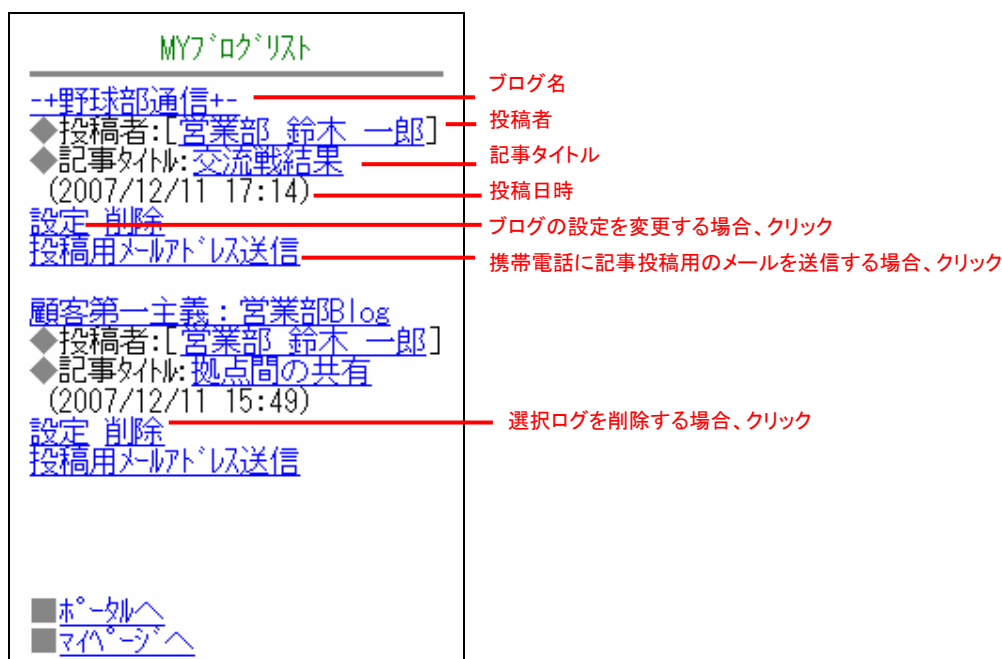 MYﾌﾞﾛｸﾞﾘｽﾄ
-+野球部通信+-
◆投稿者:[営業部 鈴木 一郎]
◆記事ﾀｲﾄﾙ:交流戦結果
(2007/12/11 17:14)
設定 削除
投稿用ﾒｰﾙｱﾄﾞﾚｽ送信
顧客第一主義：営業部Blog
◆投稿者:[営業部 鈴木 一郎]
◆記事ﾀｲﾄﾙ:拠点間の共有
(2007/12/11 15:49)
設定 削除
投稿用ﾒｰﾙｱﾄﾞﾚｽ送信
■ﾎﾟｰﾀﾙへ
■ﾏｲﾍﾟｰｼﾞへ
ブログ名
投稿者
記事タイトル
投稿日時
ブログの設定を変更する場合、クリック
携帯電話に記事投稿用のメールを送信する場合、クリック
選択ログを削除する場合、クリック